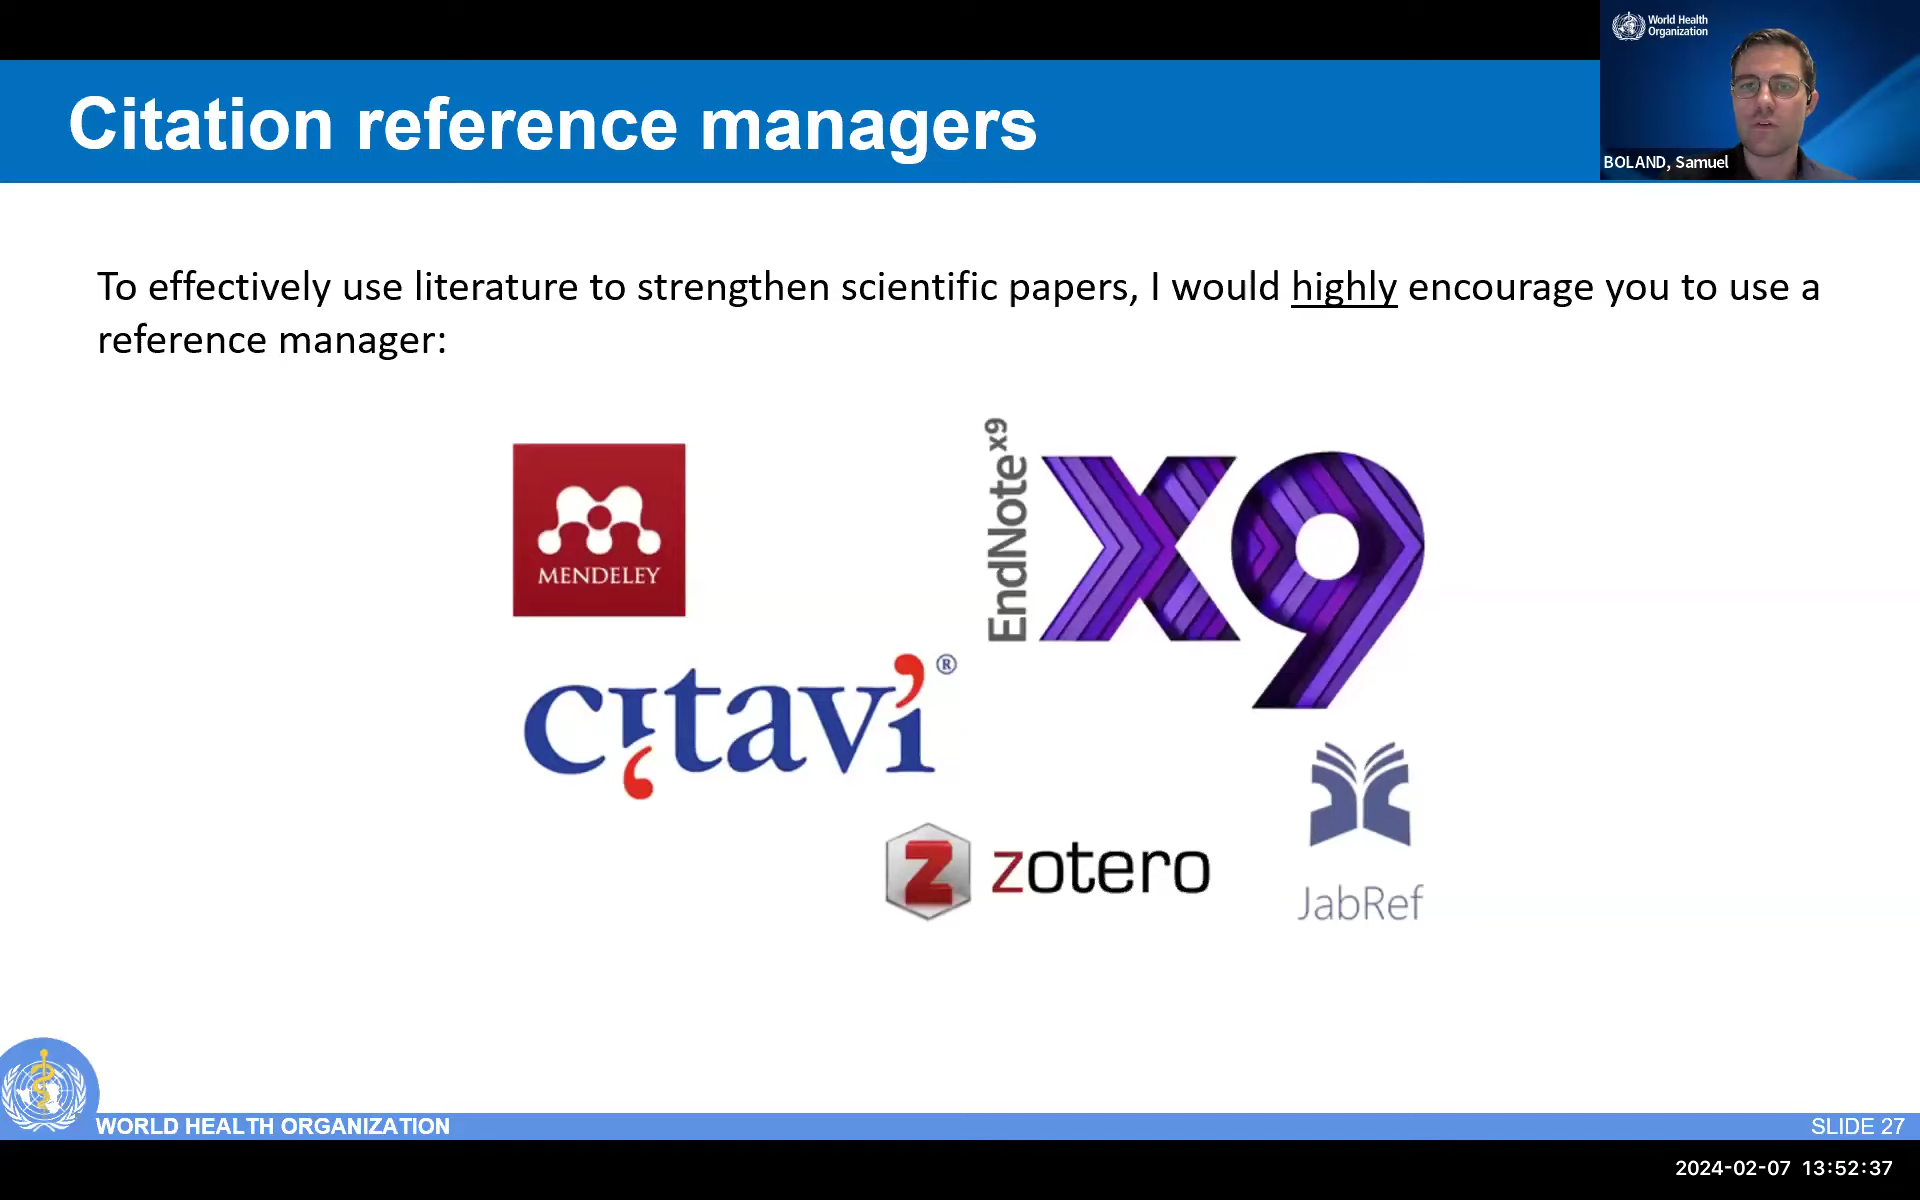 World Health
Organization
Citation reference managers
BOLAND, Samuel
To effectively use literature to strengthen scientific papers, I would highly encourage you to use a
reference manager:
MENDELEY
EndNote x9
X9
citavi®
Z zotero
JabRef
WORLD HEALTH ORGANIZATION
SLIDE 27
2024-02-07 13:52:37